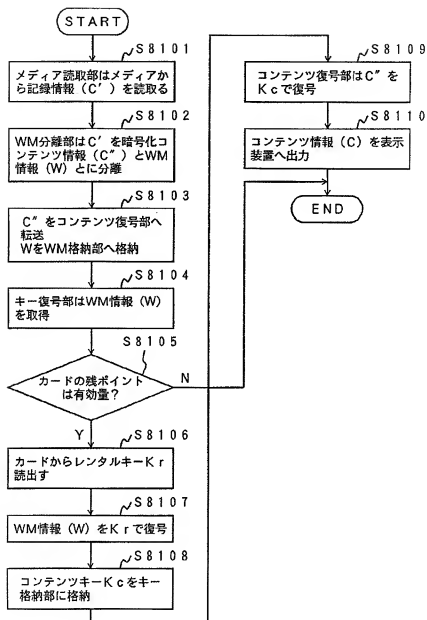 START
S8101
メディア読取部はメディアか
ら記録情報(C′)を読取る
S8102
WM分離部はC′を暗号化コ
ンテンツ情報(C″)とWM
情報(W)とに分離
S8103
C″をコンテンツ復号部へ
転送
WをWM格納部へ格納
S8104
キー復号部はWM情報(W)
を取得
S8105
カードの残ポイント
は有効量?
N
Y
S8106
カードからレンタルキーKr
読出す
S8107
WM情報(W)をKrで復号
S8108
コンテンツキーKcをキー
格納部に格納
S8109
コンテンツ復号部はC″を
Kcで復号
S8110
コンテンツ情報(C)を表示
装置へ出力
END